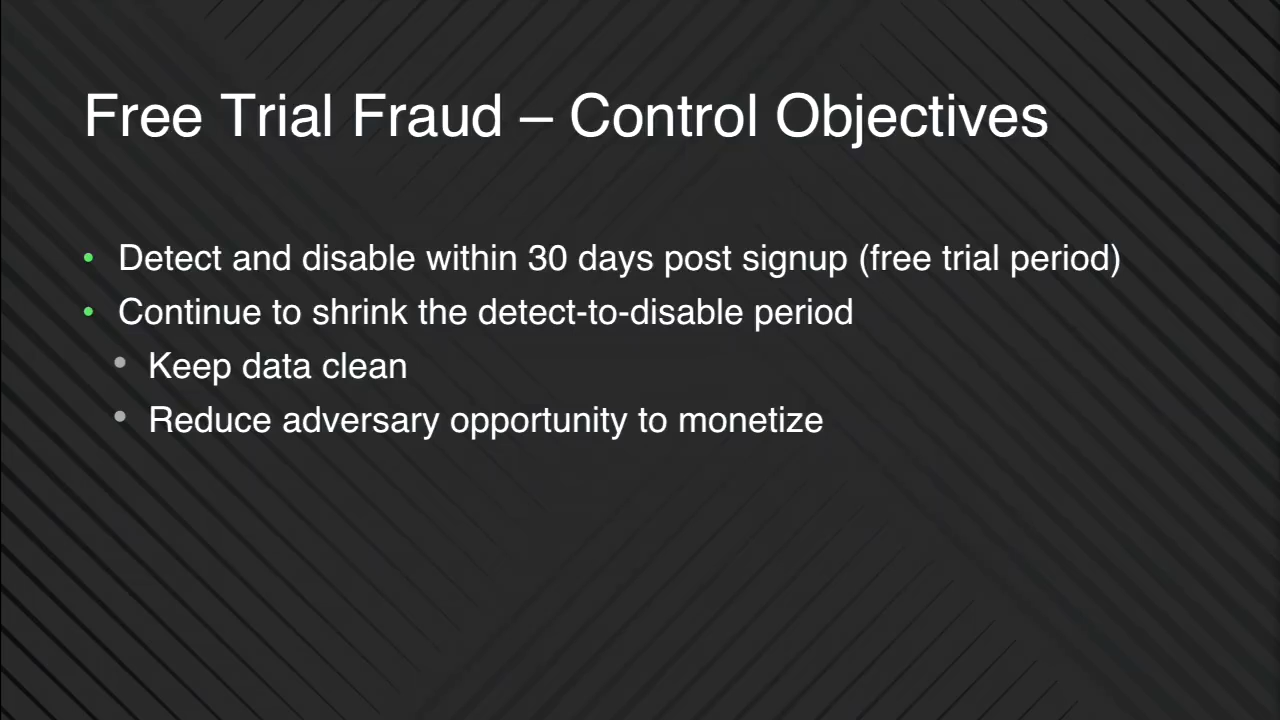 Free Trial Fraud – Control Objectives
• Detect and disable within 30 days post signup (free trial period)
• Continue to shrink the detect-to-disable period
• Keep data clean
• Reduce adversary opportunity to monetize